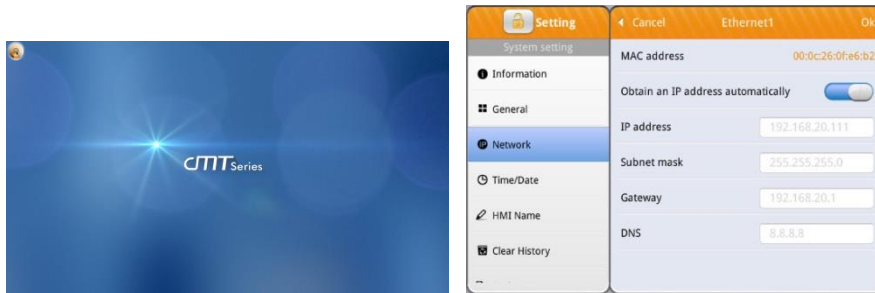 cMT Series
Setting
System setting
Information
General
Network
Time/Date
HMI Name
Clear History
Cancel
Ethernet1
Ok
MAC address
00:0c:26:0f:e6:b2
Obtain an IP address automatically
IP address
192.168.20.111
Subnet mask
255.255.255.0
Gateway
192.168.20.1
DNS
8.8.8.8